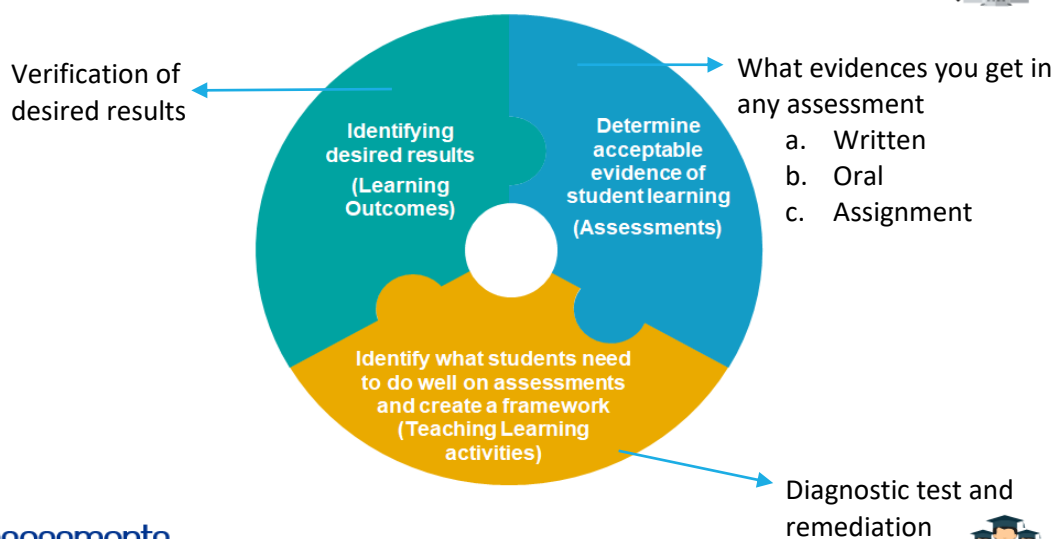 Verification of
desired results
Identifying
desired results
(Learning
Outcomes)
Determine
acceptable
evidence of
student learning
(Assessments)
What evidences you get in
any assessment
a. Written
b. Oral
c. Assignment
Identify what students need
to do well on assessments
and create a framework
(Teaching Learning
activities)
Diagnostic test and
remediation